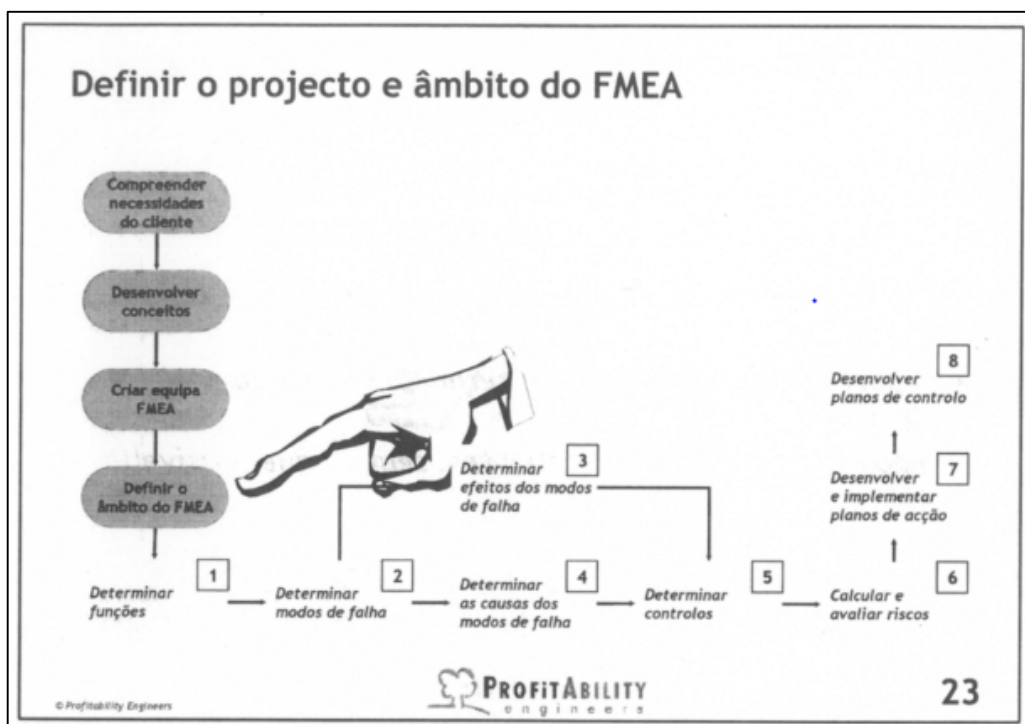 Definir o projecto e âmbito do FMEA
Compreender
necessidades
do cliente
Desenvolver
conceitos
Criar equipa
FMEA
Definir o
âmbito do FMEA
1
Determinar
funções
2
Determinar
modos de falha
3
Determinar
efeitos dos modos
de falha
4
Determinar
as causas dos
modos de falha
5
Determinar
controlos
6
Calcular e
avaliar riscos
7
Desenvolver
e implementar
planos de acção
8
Desenvolver
planos de controlo
© Profitability Engineers
PROFiTABILITY
engineers
23